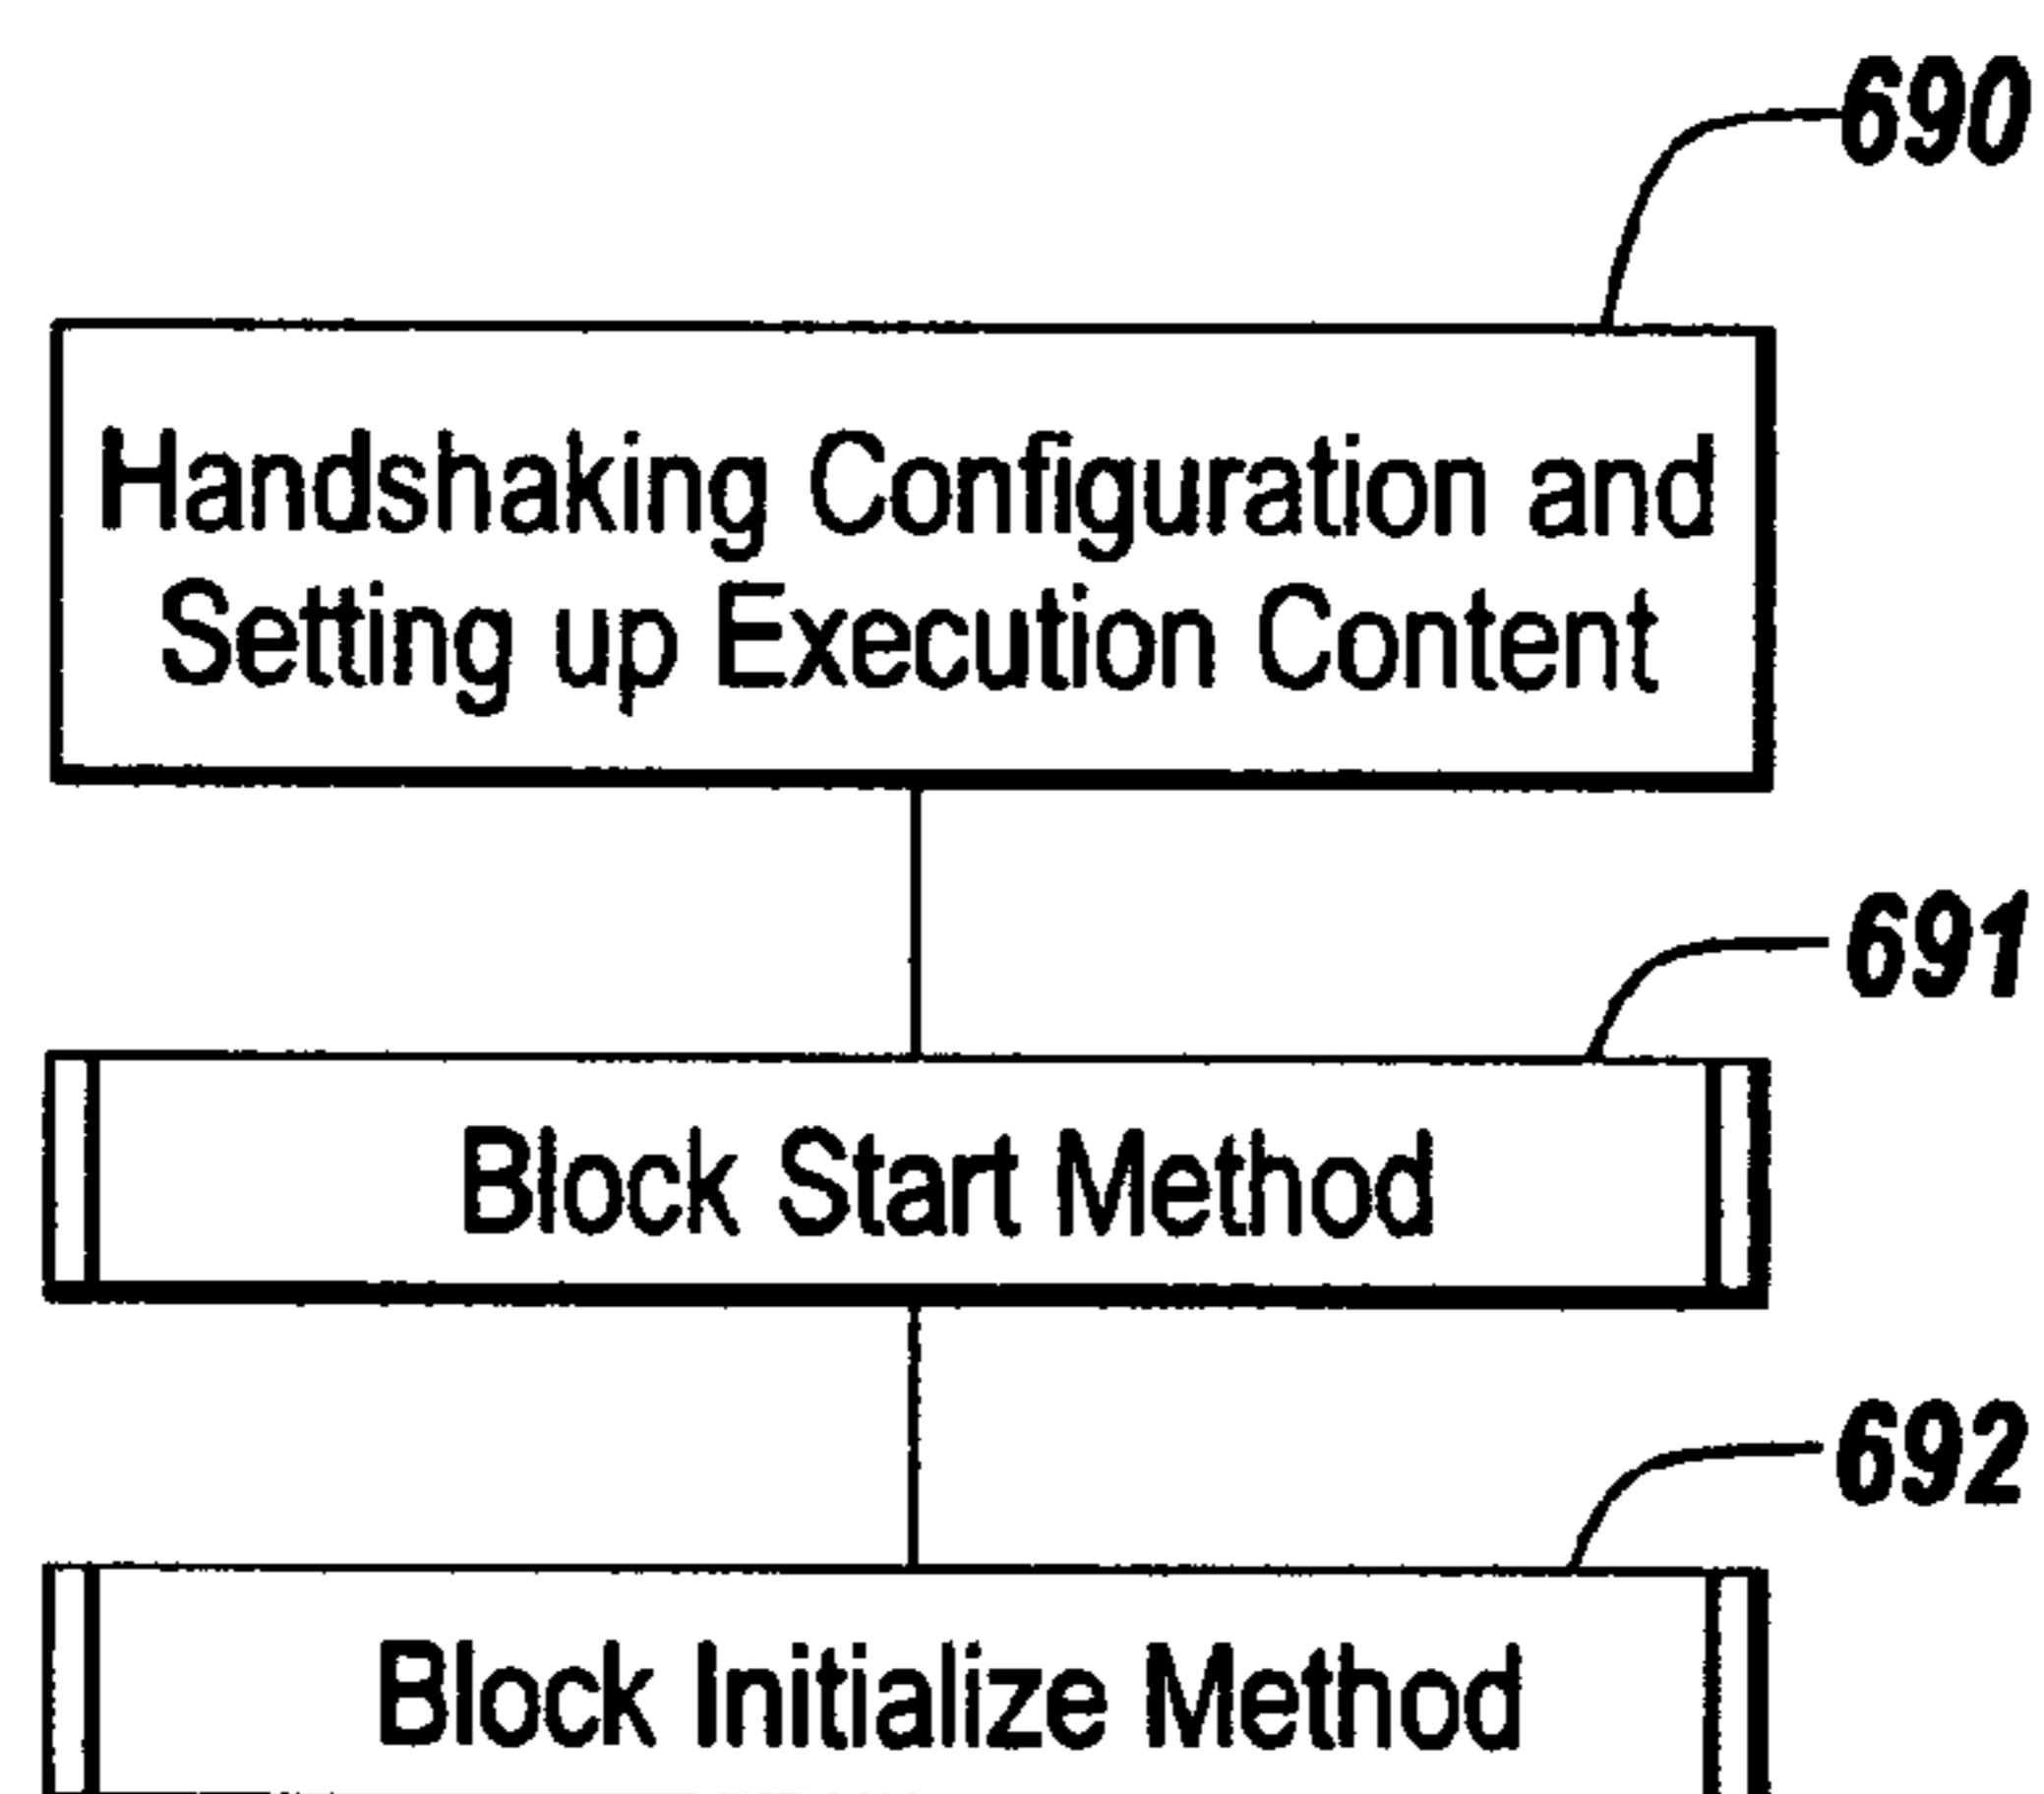 690
Handshaking Configuration and
Setting up Execution Content
691
Block Start Method
692
Block Initialize Method